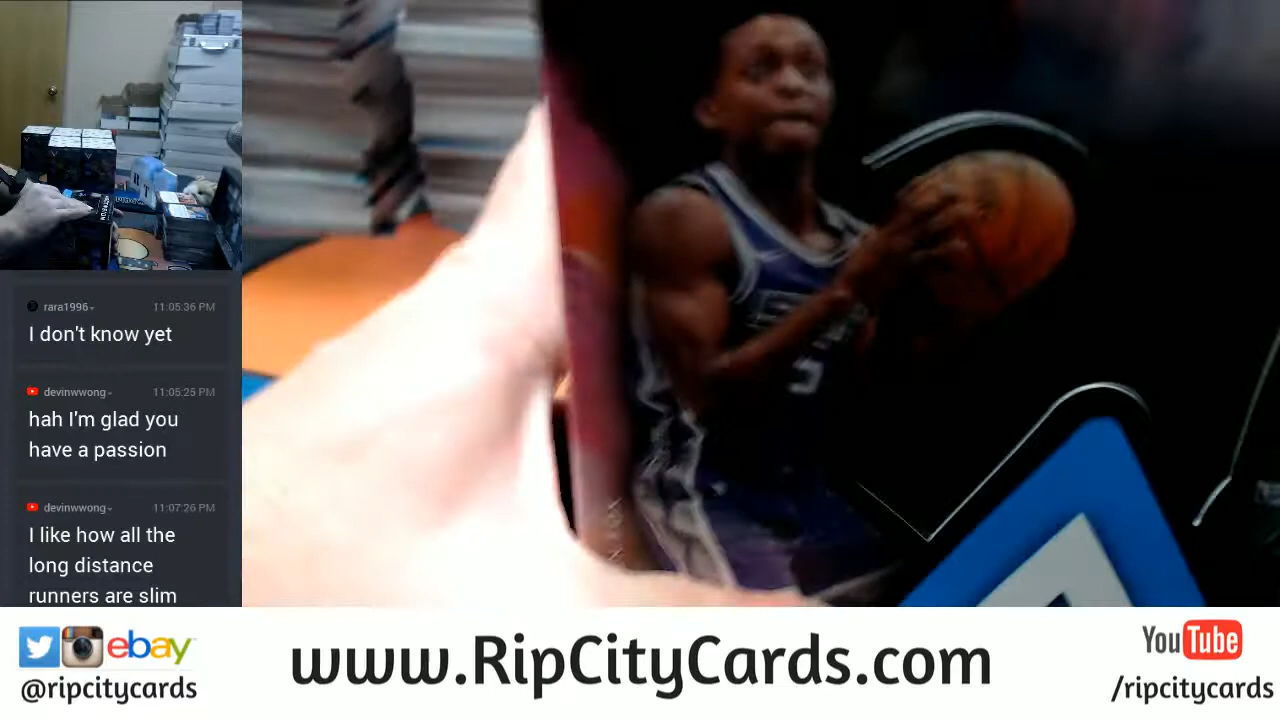 rara1996
11:05:36 PM
I don't know yet
devinwwong
11:05:25 PM
hah I'm glad you
have a passion
devinwwong
11:07:26 PM
I like how all the
long distance
runners are slim
ebay
@ripcitycards
www.RipCityCards.com
YouTube
/ripcitycards